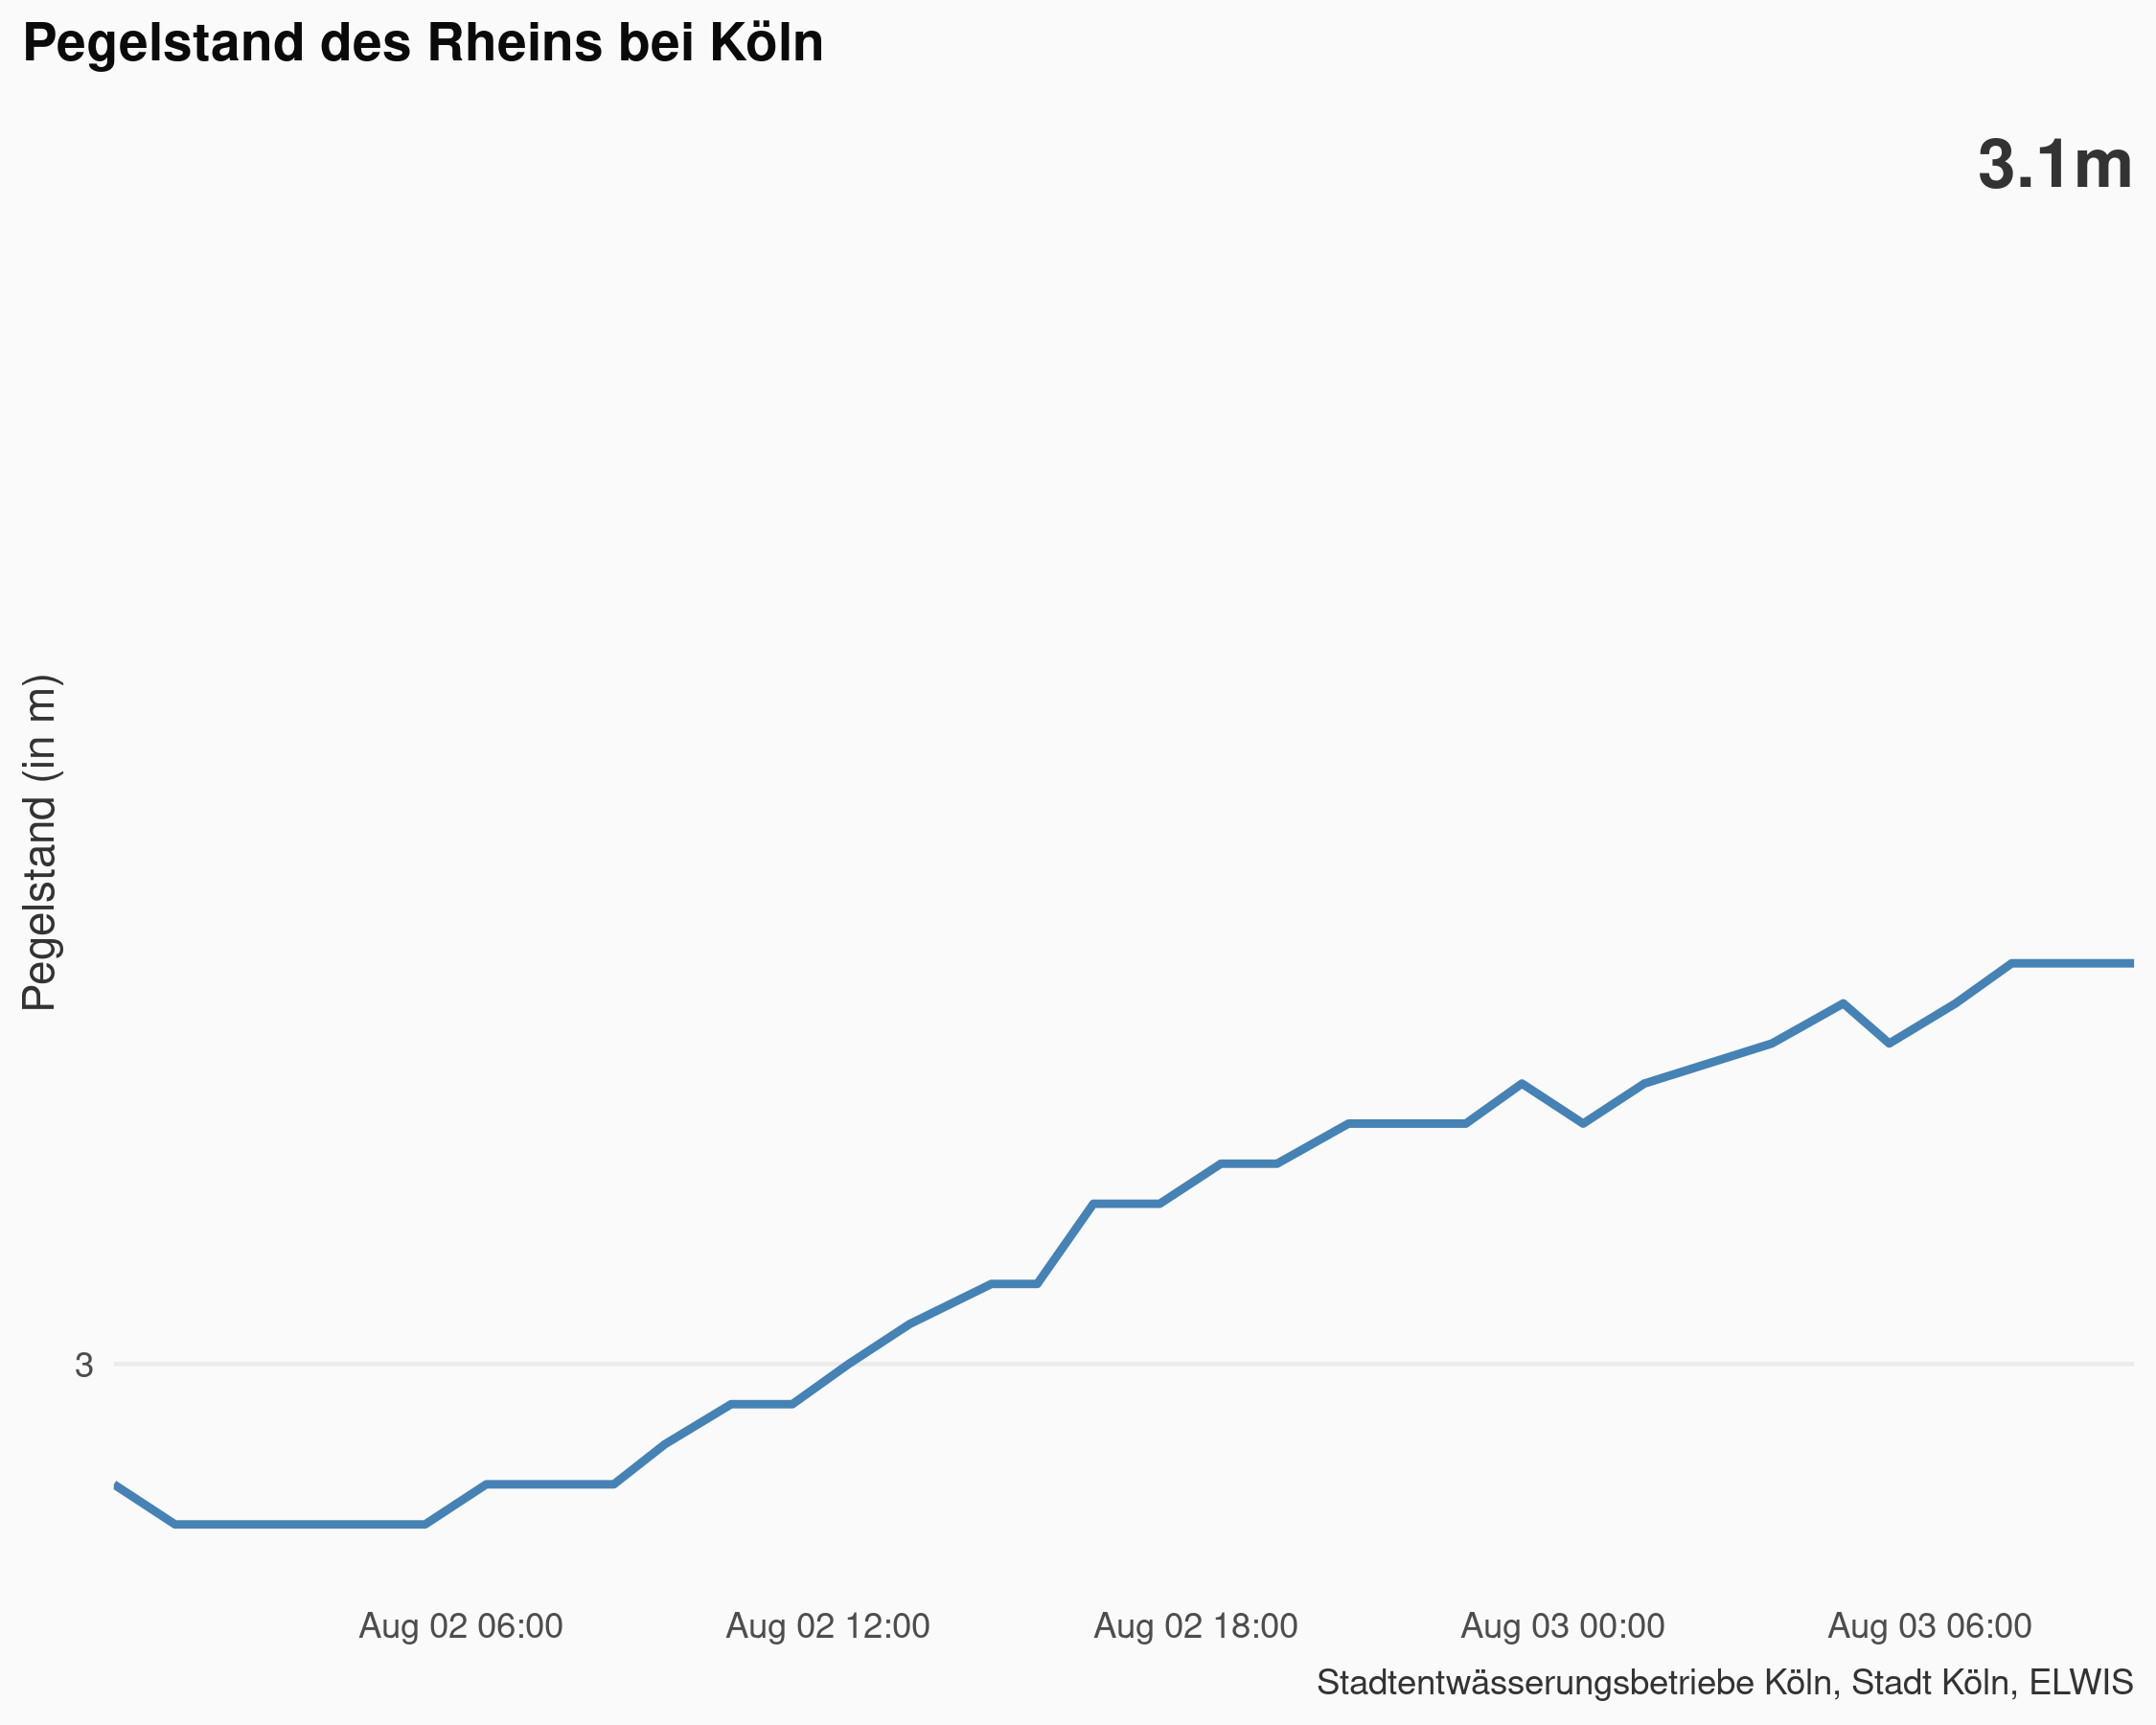 Pegelstand des Rheins bei Köln
3.1m
Pegelstand (in m)
3
Aug 02 06:00 Aug 02 12:00 Aug 02 18:00 Aug 03 00:00 Aug 03 06:00
Stadtentwässerungsbetriebe Köln, Stadt Köln, ELWIS